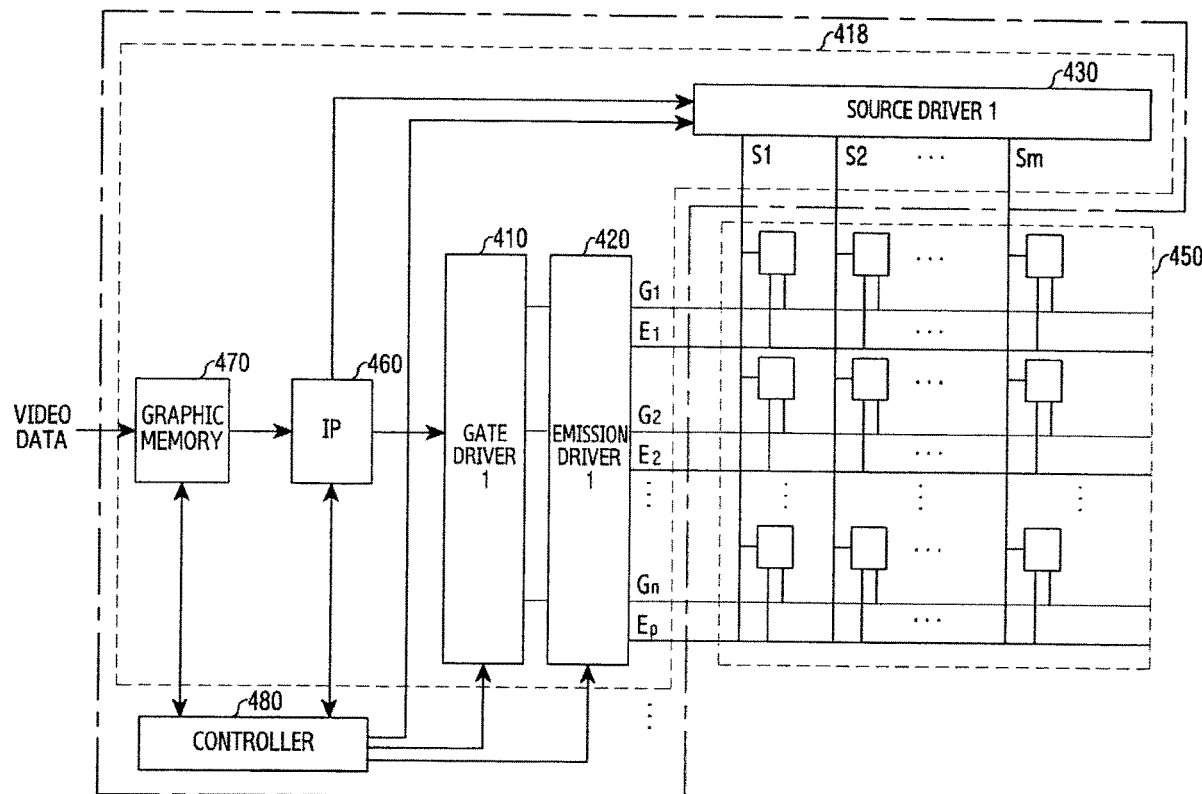 418
430
SOURCE DRIVER 1
S1 S2 ... Sm
410 420
450
G1
E1
470 460
VIDEO
DATA
GRAPHIC
MEMORY
IP
GATE
DRIVER
1
EMISSION
DRIVER
1
G2
E2
Gn
Ep
480
CONTROLLER